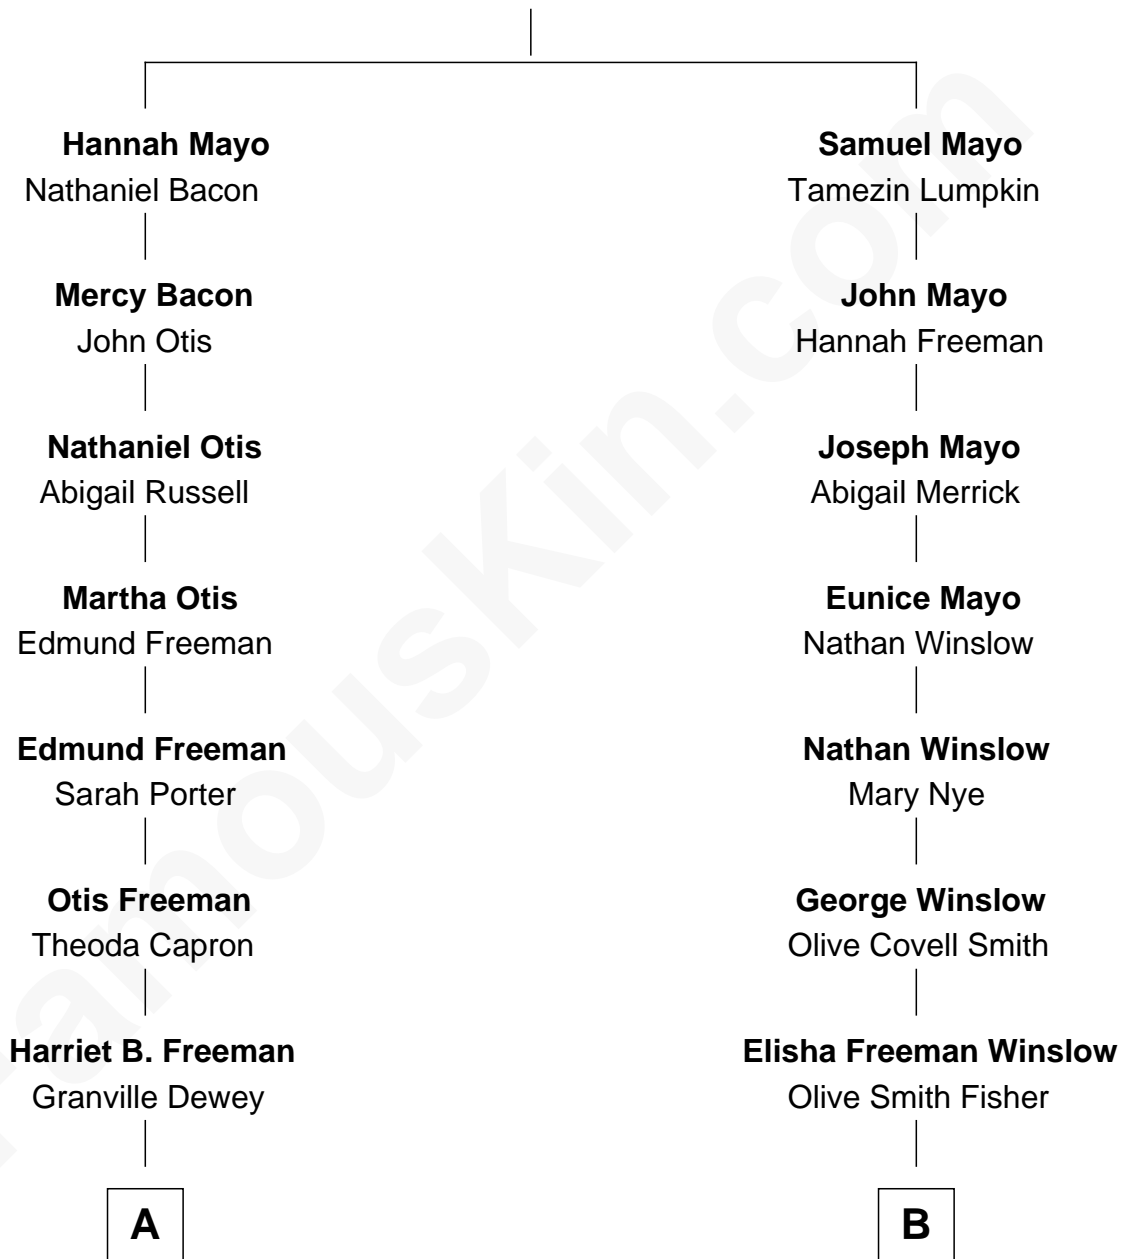 Hannah Mayo
Nathaniel Bacon
Mercy Bacon
John Otis
Nathaniel Otis
Abigail Russell
Martha Otis
Edmund Freeman
Edmund Freeman
Sarah Porter
Otis Freeman
Theoda Capron
Harriet B. Freeman
Granville Dewey
A
Samuel Mayo
Tamezin Lumpkin
John Mayo
Hannah Freeman
Joseph Mayo
Abigail Merrick
Eunice Mayo
Nathan Winslow
Nathan Winslow
Mary Nye
George Winslow
Olive Covell Smith
Elisha Freeman Winslow
Olive Smith Fisher
B
FamousKin.com